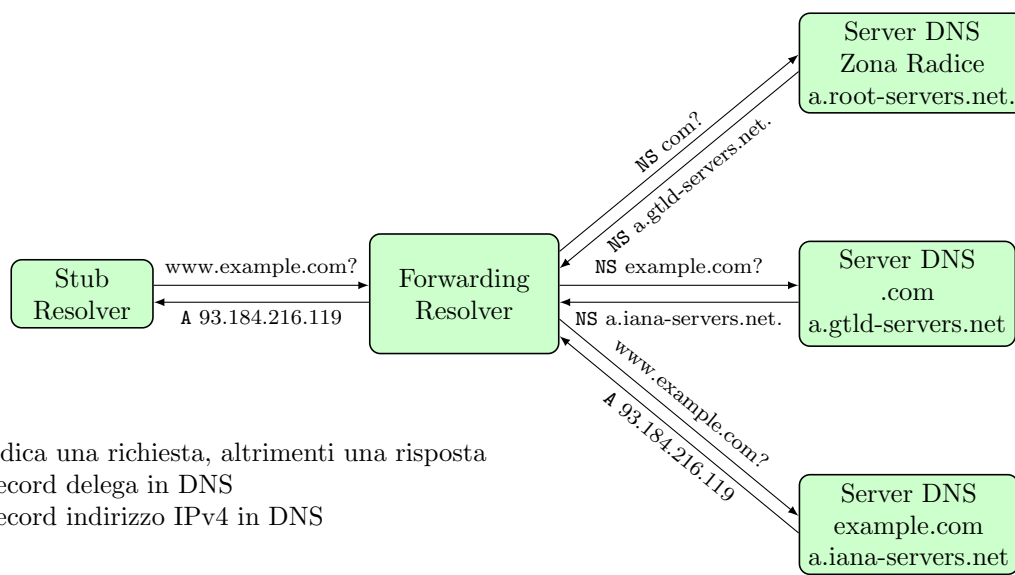 Server DNS
Zona Radice
a.root-servers.net.
NS com?
NS a.gtld-servers.net.
Stub
Resolver
www.example.com?
A 93.184.216.119
Forwarding
Resolver
NS example.com?
NS a.iana-servers.net.
Server DNS
.com
a.gtld-servers.net
www.example.com?
A 93.184.216.119
Server DNS
example.com
a.iana-servers.net
una richiesta, altrimenti una risposta
delega in DNS
indirizzo IPv4 in DNS